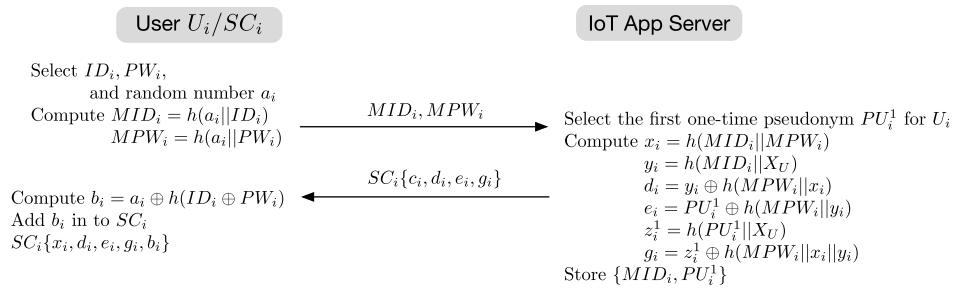 User U_i/SC_i
IoT App Server
Select ID_i, PW_i,
and random number a_i
Compute MID_i = h(a_i||ID_i)
MPW_i = h(a_i||PW_i)
MID_i, MPW_i
Select the first one-time pseudonym PU_i^1 for U_i
Compute x_i = h(MID_i||MPW_i)
y_i = h(MID_i||X_U)
d_i = y_i ⊕ h(MPW_i||x_i)
e_i = PU_i^1 ⊕ h(MPW_i||y_i)
z_i^1 = h(PU_i^1||X_U)
g_i = z_i^1 ⊕ h(MPW_i||x_i||y_i)
Store {MID_i, PU_i^1}
SC_i{c_i, d_i, e_i, g_i}
Compute b_i = a_i ⊕ h(ID_i ⊕ PW_i)
Add b_i in to SC_i
SC_i{x_i, d_i, e_i, g_i, b_i}